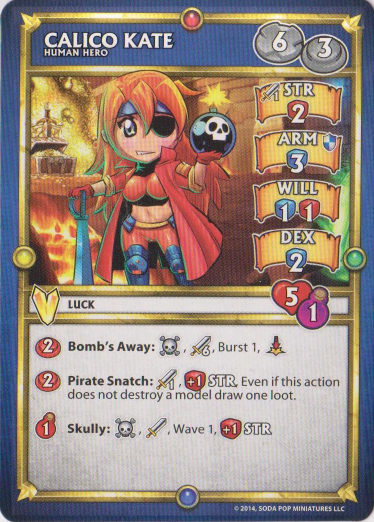 CALICO KATE
HUMAN HERO
6 3
1 STR
2
ARM
3
WILL
1 1
DEX
2
5
1
LUCK
2 Bomb's Away: , 6, Burst 1,
2 Pirate Snatch: 1, +1 STR. Even if this action
does not destroy a model draw one loot.
1 Skully: , , Wave 1, +1 STR
© 2014, SODA POP MINIATURES LLC